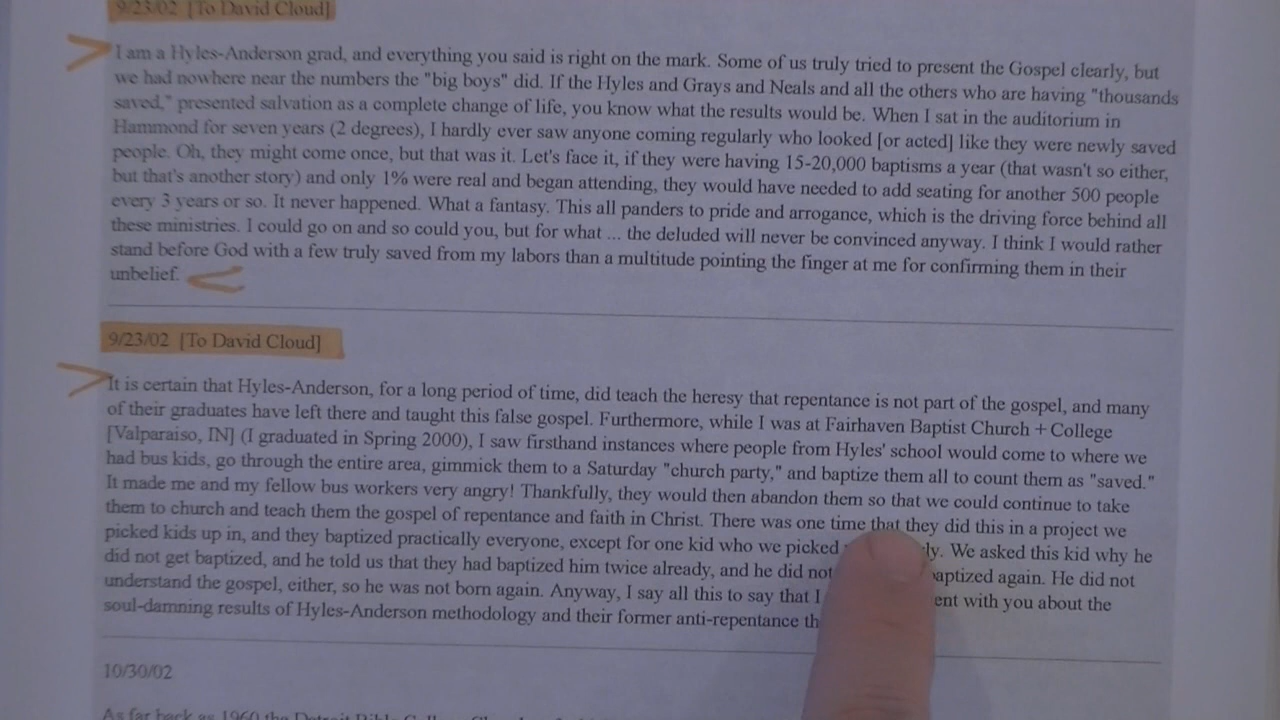 9/23/02 [To David Cloud]
I am a Hyles-Anderson grad, and everything you said is right on the mark. Some of us truly tried to present the Gospel clearly, but
we had nowhere near the numbers the "big boys" did. If the Hyles and Grays and Neals and all the others who are having "thousands
saved," presented salvation as a complete change of life, you know what the results would be. When I sat in the auditorium in
Hammond for seven years (2 degrees), I hardly ever saw anyone coming regularly who looked [or acted] like they were newly saved
people. Oh, they might come once, but that was it. Let's face it, if they were having 15-20,000 baptisms a year (that wasn't so either,
but that's another story) and only 1% were real and began attending, they would have needed to add seating for another 500 people
every 3 years or so. It never happened. What a fantasy. This all panders to pride and arrogance, which is the driving force behind all
these ministries. I could go on and so could you, but for what ... the deluded will never be convinced anyway. I think I would rather
stand before God with a few truly saved from my labors than a multitude pointing the finger at me for confirming them in their
unbelief.
9/23/02 [To David Cloud]
It is certain that Hyles-Anderson, for a long period of time, did teach the heresy that repentance is not part of the gospel, and many
of their graduates have left there and taught this false gospel. Furthermore, while I was at Fairhaven Baptist Church + College
[Valparaiso, IN] (I graduated in Spring 2000), I saw firsthand instances where people from Hyles' school would come to where we
had bus kids, go through the entire area, gimmick them to a Saturday "church party," and baptize them all to count them as "saved."
It made me and my fellow bus workers very angry! Thankfully, they would then abandon them so that we could continue to take
them to church and teach them the gospel of repentance and faith in Christ. There was one time that they did this in a project we
picked kids up in, and they baptized practically everyone, except for one kid who we picked ly. We asked this kid why he
did not get baptized, and he told us that they had baptized him twice already, and he did not baptized again. He did not
understand the gospel, either, so he was not born again. Anyway, I say all this to say that I ent with you about the
soul-damning results of Hyles-Anderson methodology and their former anti-repentance th
10/30/02
As far back as 1960 the Detroit Bible